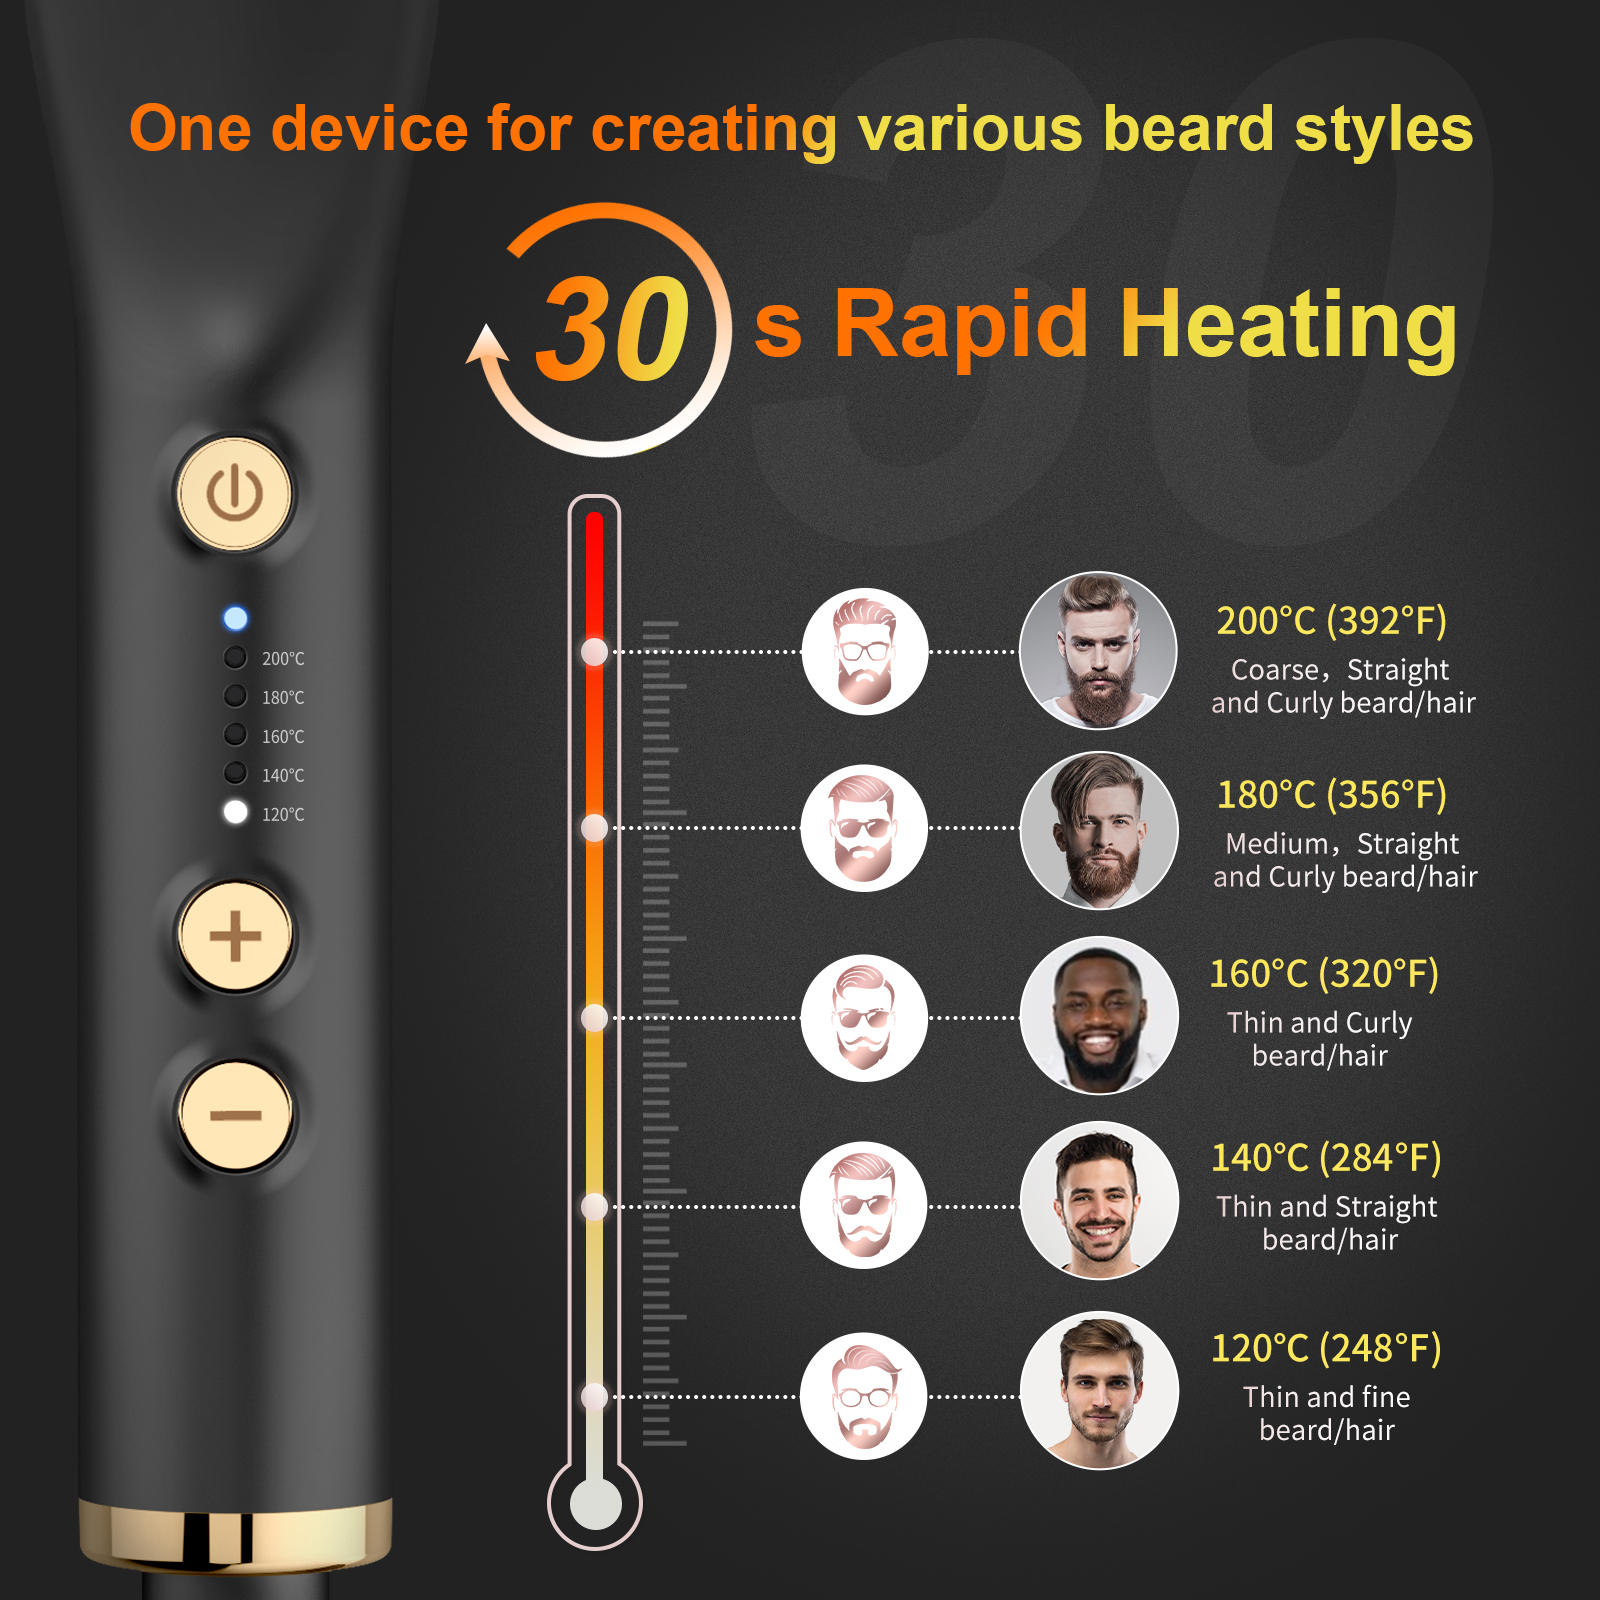 One device for creating various beard styles
30
30 s Rapid Heating
200°C
180°C
160°C
140°C
120°C
200°C (392°F)
Coarse，Straight
and Curly beard/hair
180°C (356°F)
Medium，Straight
and Curly beard/hair
160°C (320°F)
Thin and Curly
beard/hair
140°C (284°F)
Thin and Straight
beard/hair
120°C (248°F)
Thin and fine
beard/hair